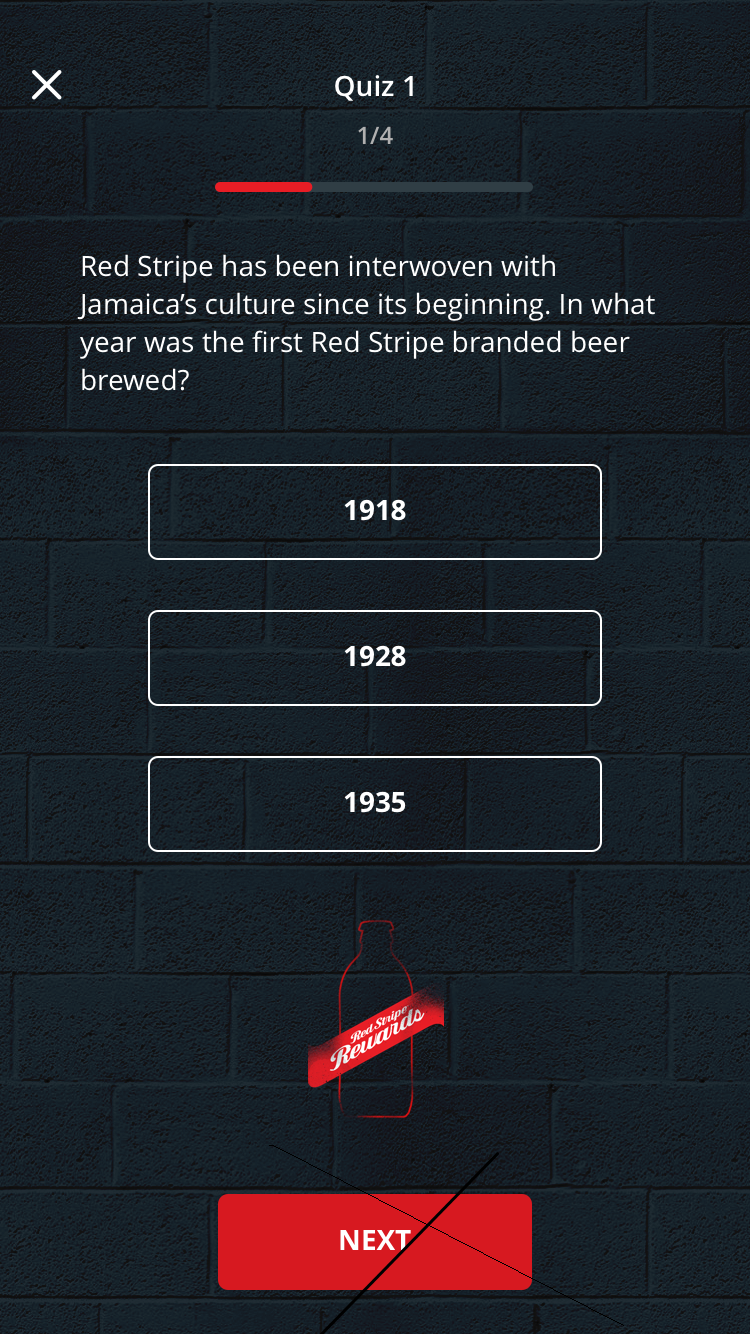 Quiz 1
1/4
Red Stripe has been interwoven with
Jamaica’s culture since its beginning. In what
year was the first Red Stripe branded beer
brewed?
1918
1928
1935
Red Stripe
Rewards
NEXT